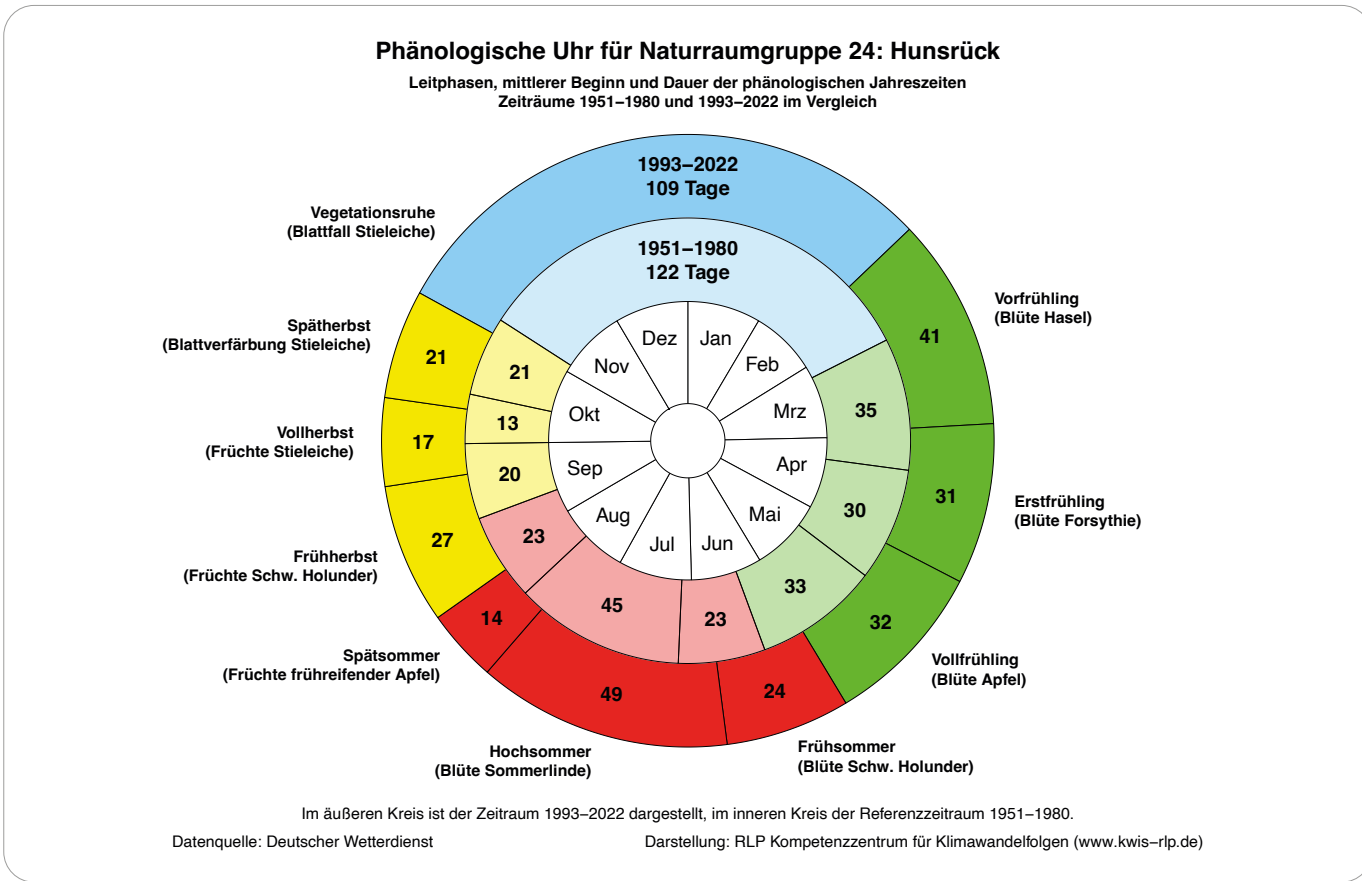 Phänologische Uhr für Naturraumgruppe 24: Hunsrück
Leitphasen, mittlerer Beginn und Dauer der phänologischen Jahreszeiten
Zeiträume 1951–1980 und 1993–2022 im Vergleich
1993–2022
109 Tage
1951–1980
122 Tage
Vegetationsruhe
(Blattfall Stieleiche)
Vorfrühling
(Blüte Hasel)
Erstfrühling
(Blüte Forsythie)
Vollfrühling
(Blüte Apfel)
Frühsommer
(Blüte Schw. Holunder)
Hochsommer
(Blüte Sommerlinde)
Spätsommer
(Früchte frühreifender Apfel)
Frühherbst
(Früchte Schw. Holunder)
Vollherbst
(Früchte Stieleiche)
Spätherbst
(Blattverfärbung Stieleiche)
41
31
32
24
49
14
27
17
21
35
30
33
23
45
23
20
13
21
Jan
Feb
Mrz
Apr
Mai
Jun
Jul
Aug
Sep
Okt
Nov
Dez
Im äußeren Kreis ist der Zeitraum 1993–2022 dargestellt, im inneren Kreis der Referenzzeitraum 1951–1980.
Datenquelle: Deutscher Wetterdienst
Darstellung: RLP Kompetenzzentrum für Klimawandelfolgen (www.kwis–rlp.de)